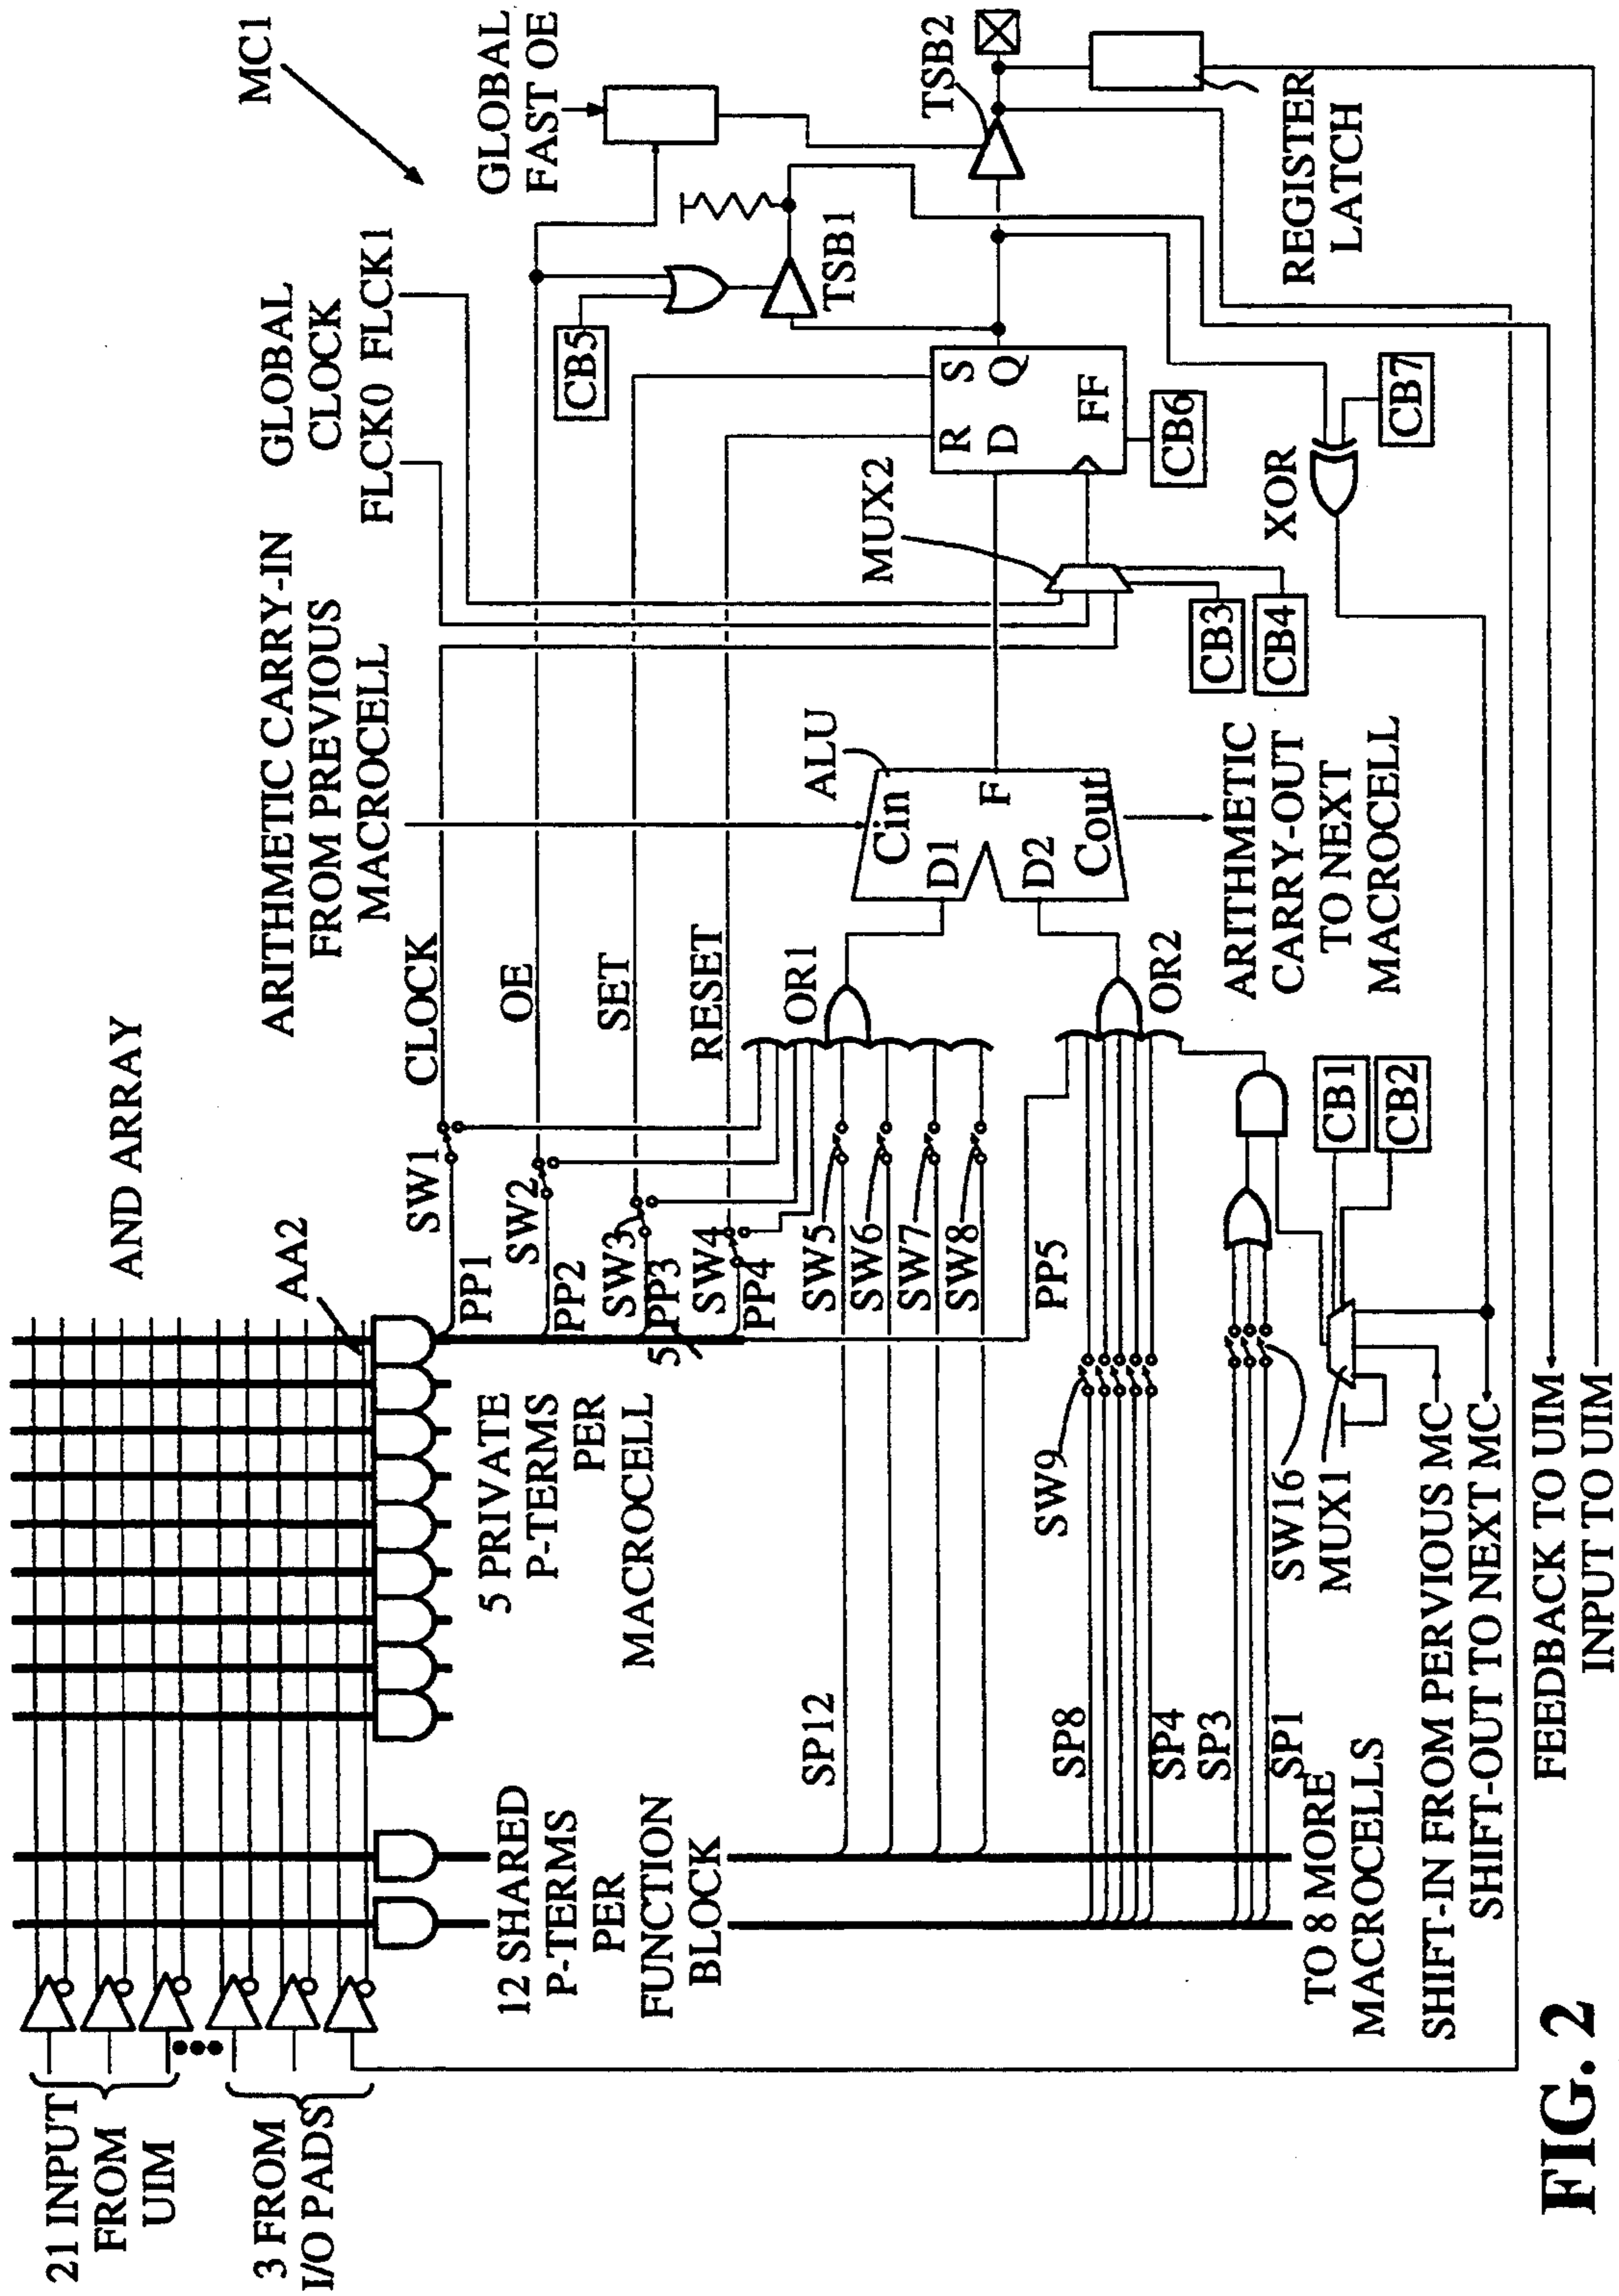 MC1
AND ARRAY
21 INPUT
FROM
UIM
3 FROM
I/O PADS
AA2
12 SHARED
P-TERMS
PER
FUNCTION
BLOCK
5 PRIVATE
P-TERMS
PER
MACROCELL
PP1
PP2
PP3
PP4
5
SW1
SW2
SW3
SW4
CLOCK
OE
SET
RESET
ARITHMETIC CARRY-IN
FROM PREVIOUS
MACROCELL
GLOBAL
CLOCK
FLCK0 FLCK1
GLOBAL
FAST OE
CB5
TSB1
TSB2
SP12
SW5
SW6
SW7
SW8
OR1
ALU
Cin
D1
F
D2
Cout
MUX2
R S
D Q
FF
CB6
SP8
SP4
SW9
PP5
OR2
ARITHMETIC
CARRY-OUT
TO NEXT
MACROCELL
CB3
CB4
XOR
CB7
REGISTER
LATCH
SP3
SP1
SW16
MUX1
CB1
CB2
TO 8 MORE
MACROCELLS
SHIFT-IN FROM PERVIOUS MC
SHIFT-OUT TO NEXT MC
FEEDBACK TO UIM
INPUT TO UIM
FIG. 2